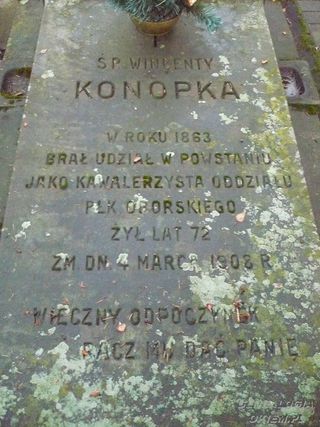 Ś.P. WINCENTY
KONOPKA
W ROKU 1863
BRAŁ UDZIAŁ W POWSTANIU
JAKO KAWALERZYSTA ODDZIAŁU
PŁK OBORSKIEGO
ŻYŁ LAT 72
ZM DN 4 MARCA 1908 R
WIECZNY ODPOCZYNEK
RACZ MU DAĆ PANIE